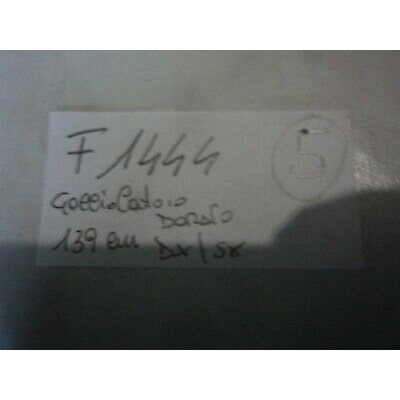 F1444 5
Gocciolatoio
Dorato
139 cm DX/SX